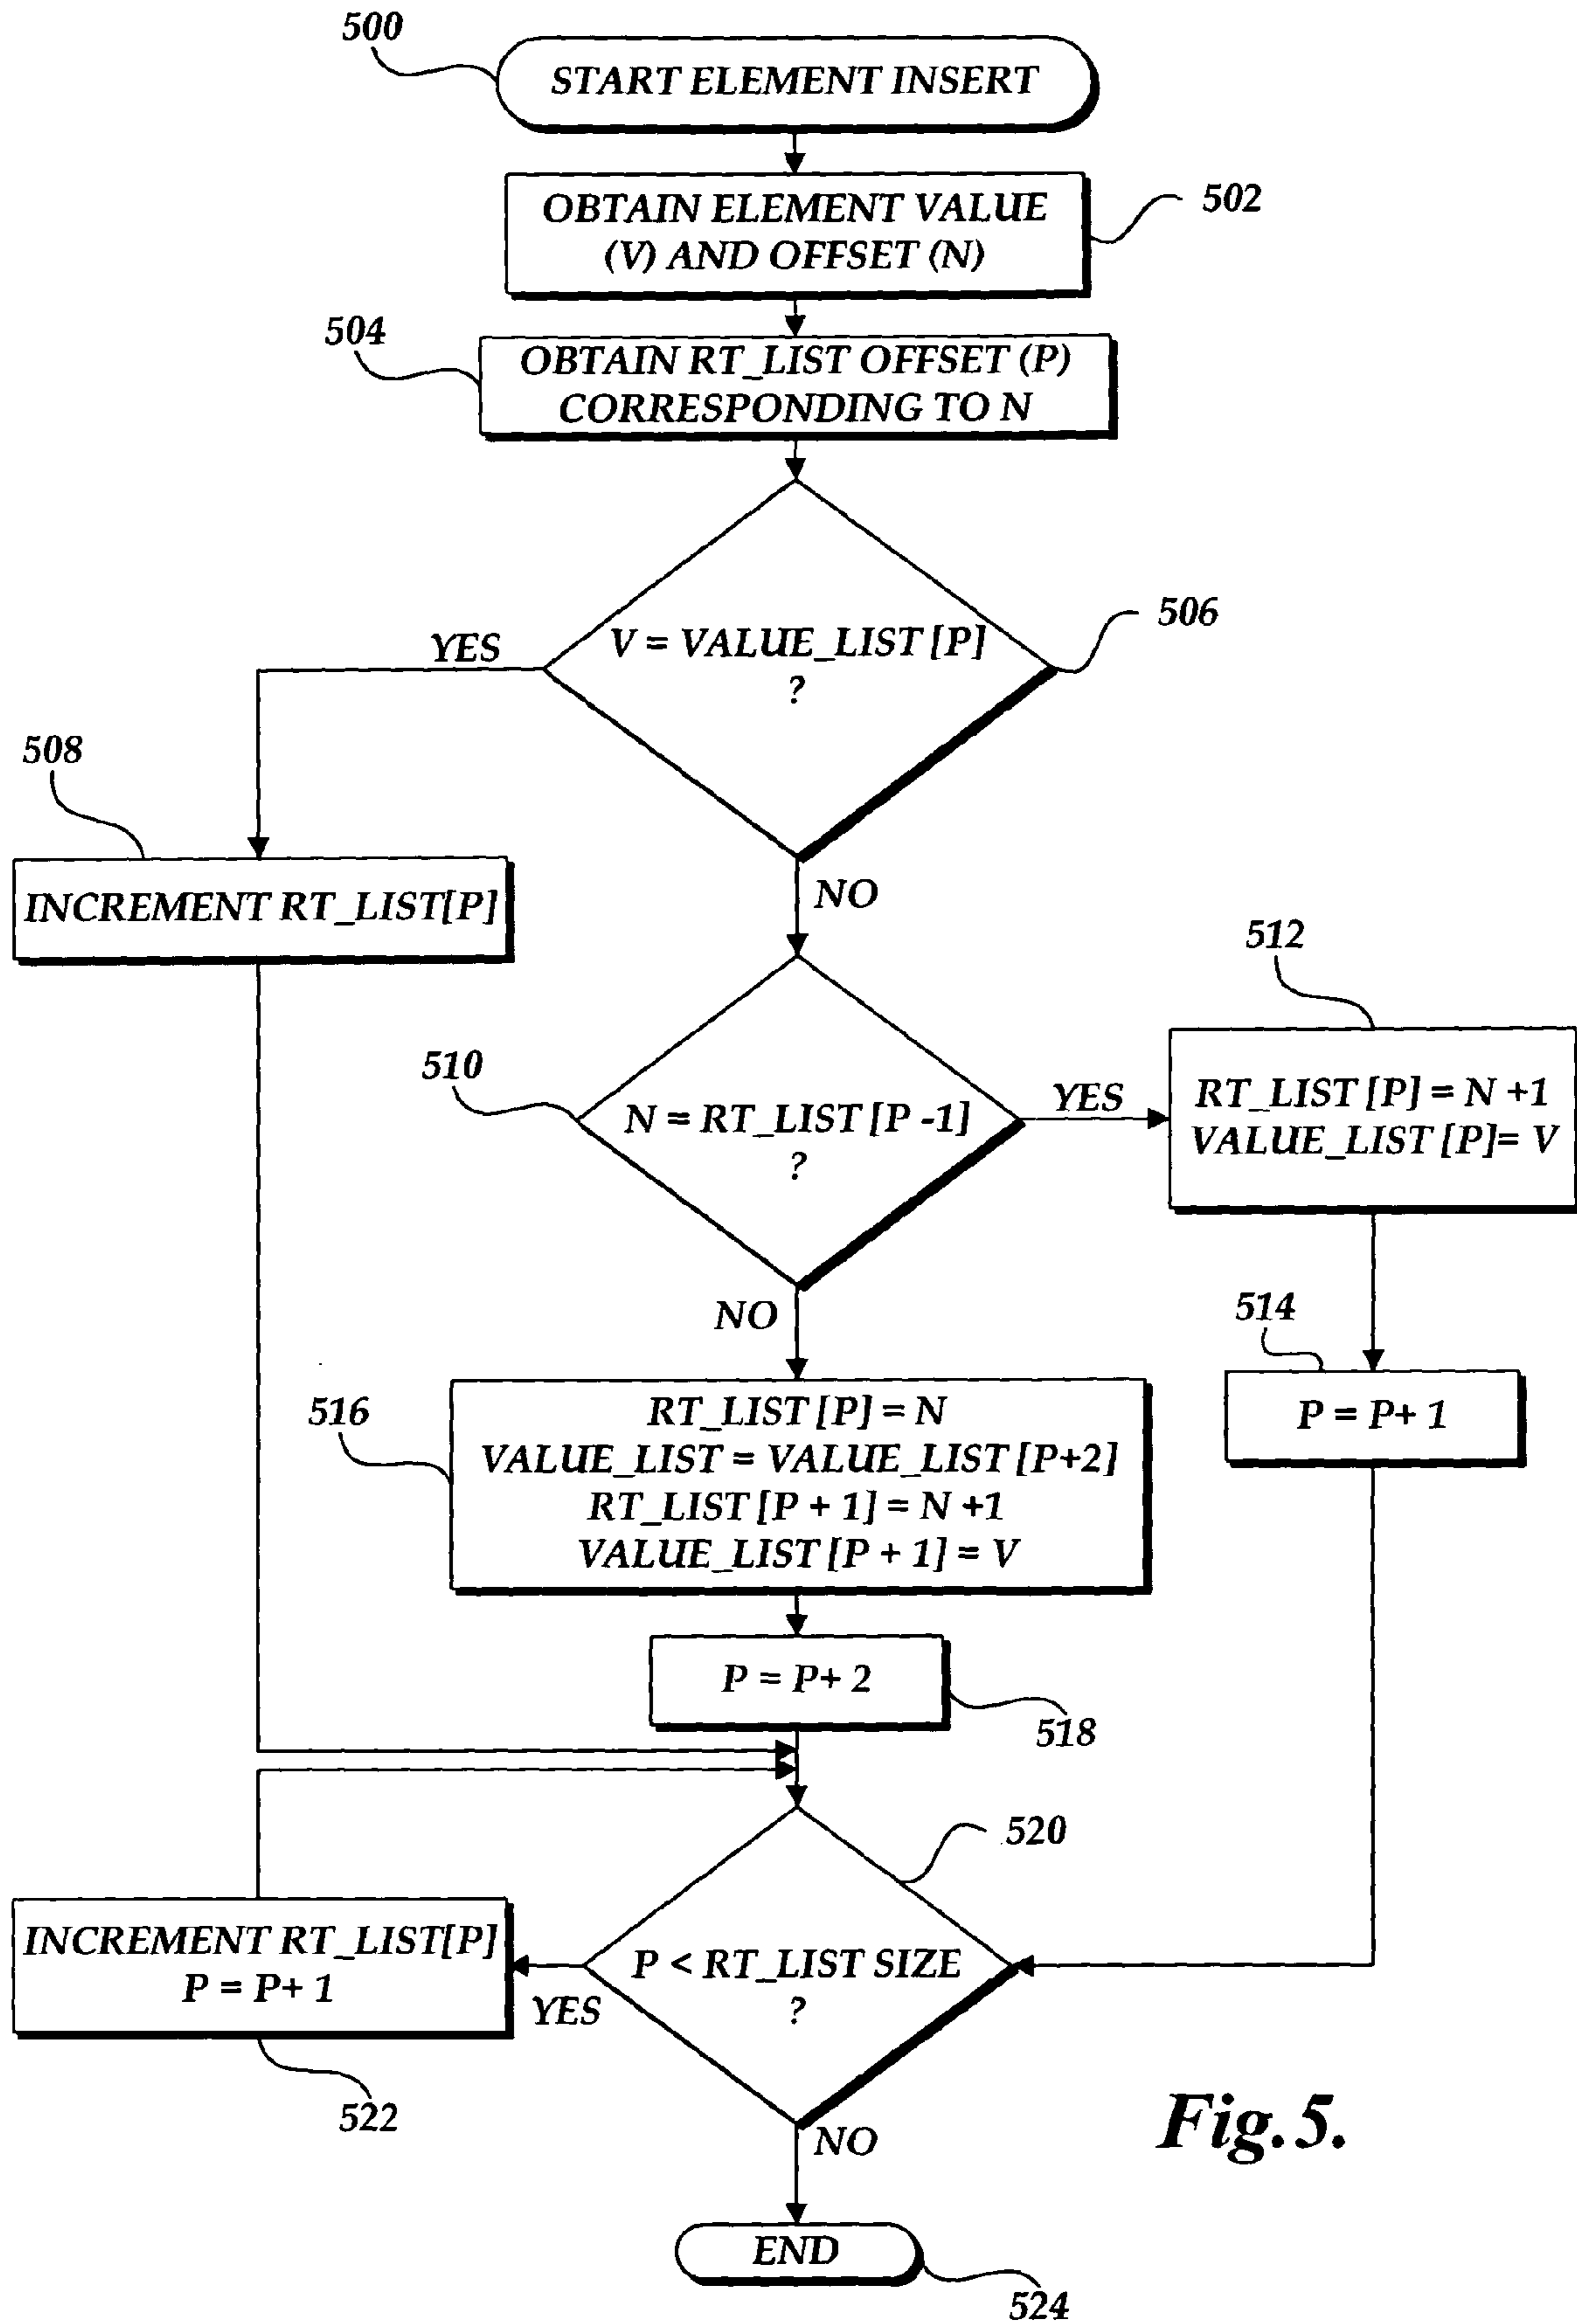 500
START ELEMENT INSERT
OBTAIN ELEMENT VALUE
(V) AND OFFSET (N)
502
504
OBTAIN RT_LIST OFFSET (P)
CORRESPONDING TO N
V = VALUE_LIST [P]
?
506
YES
508
INCREMENT RT_LIST[P]
NO
510
N = RT_LIST [P -1]
?
YES
512
RT_LIST [P] = N +1
VALUE_LIST [P]= V
NO
514
P = P+ 1
516
RT_LIST [P] = N
VALUE_LIST = VALUE_LIST [P+2]
RT_LIST [P + 1] = N +1
VALUE_LIST [P + 1] = V
P = P+ 2
518
520
P < RT_LIST SIZE
?
YES
INCREMENT RT_LIST[P]
P = P+ 1
522
NO
Fig. 5.
END
524